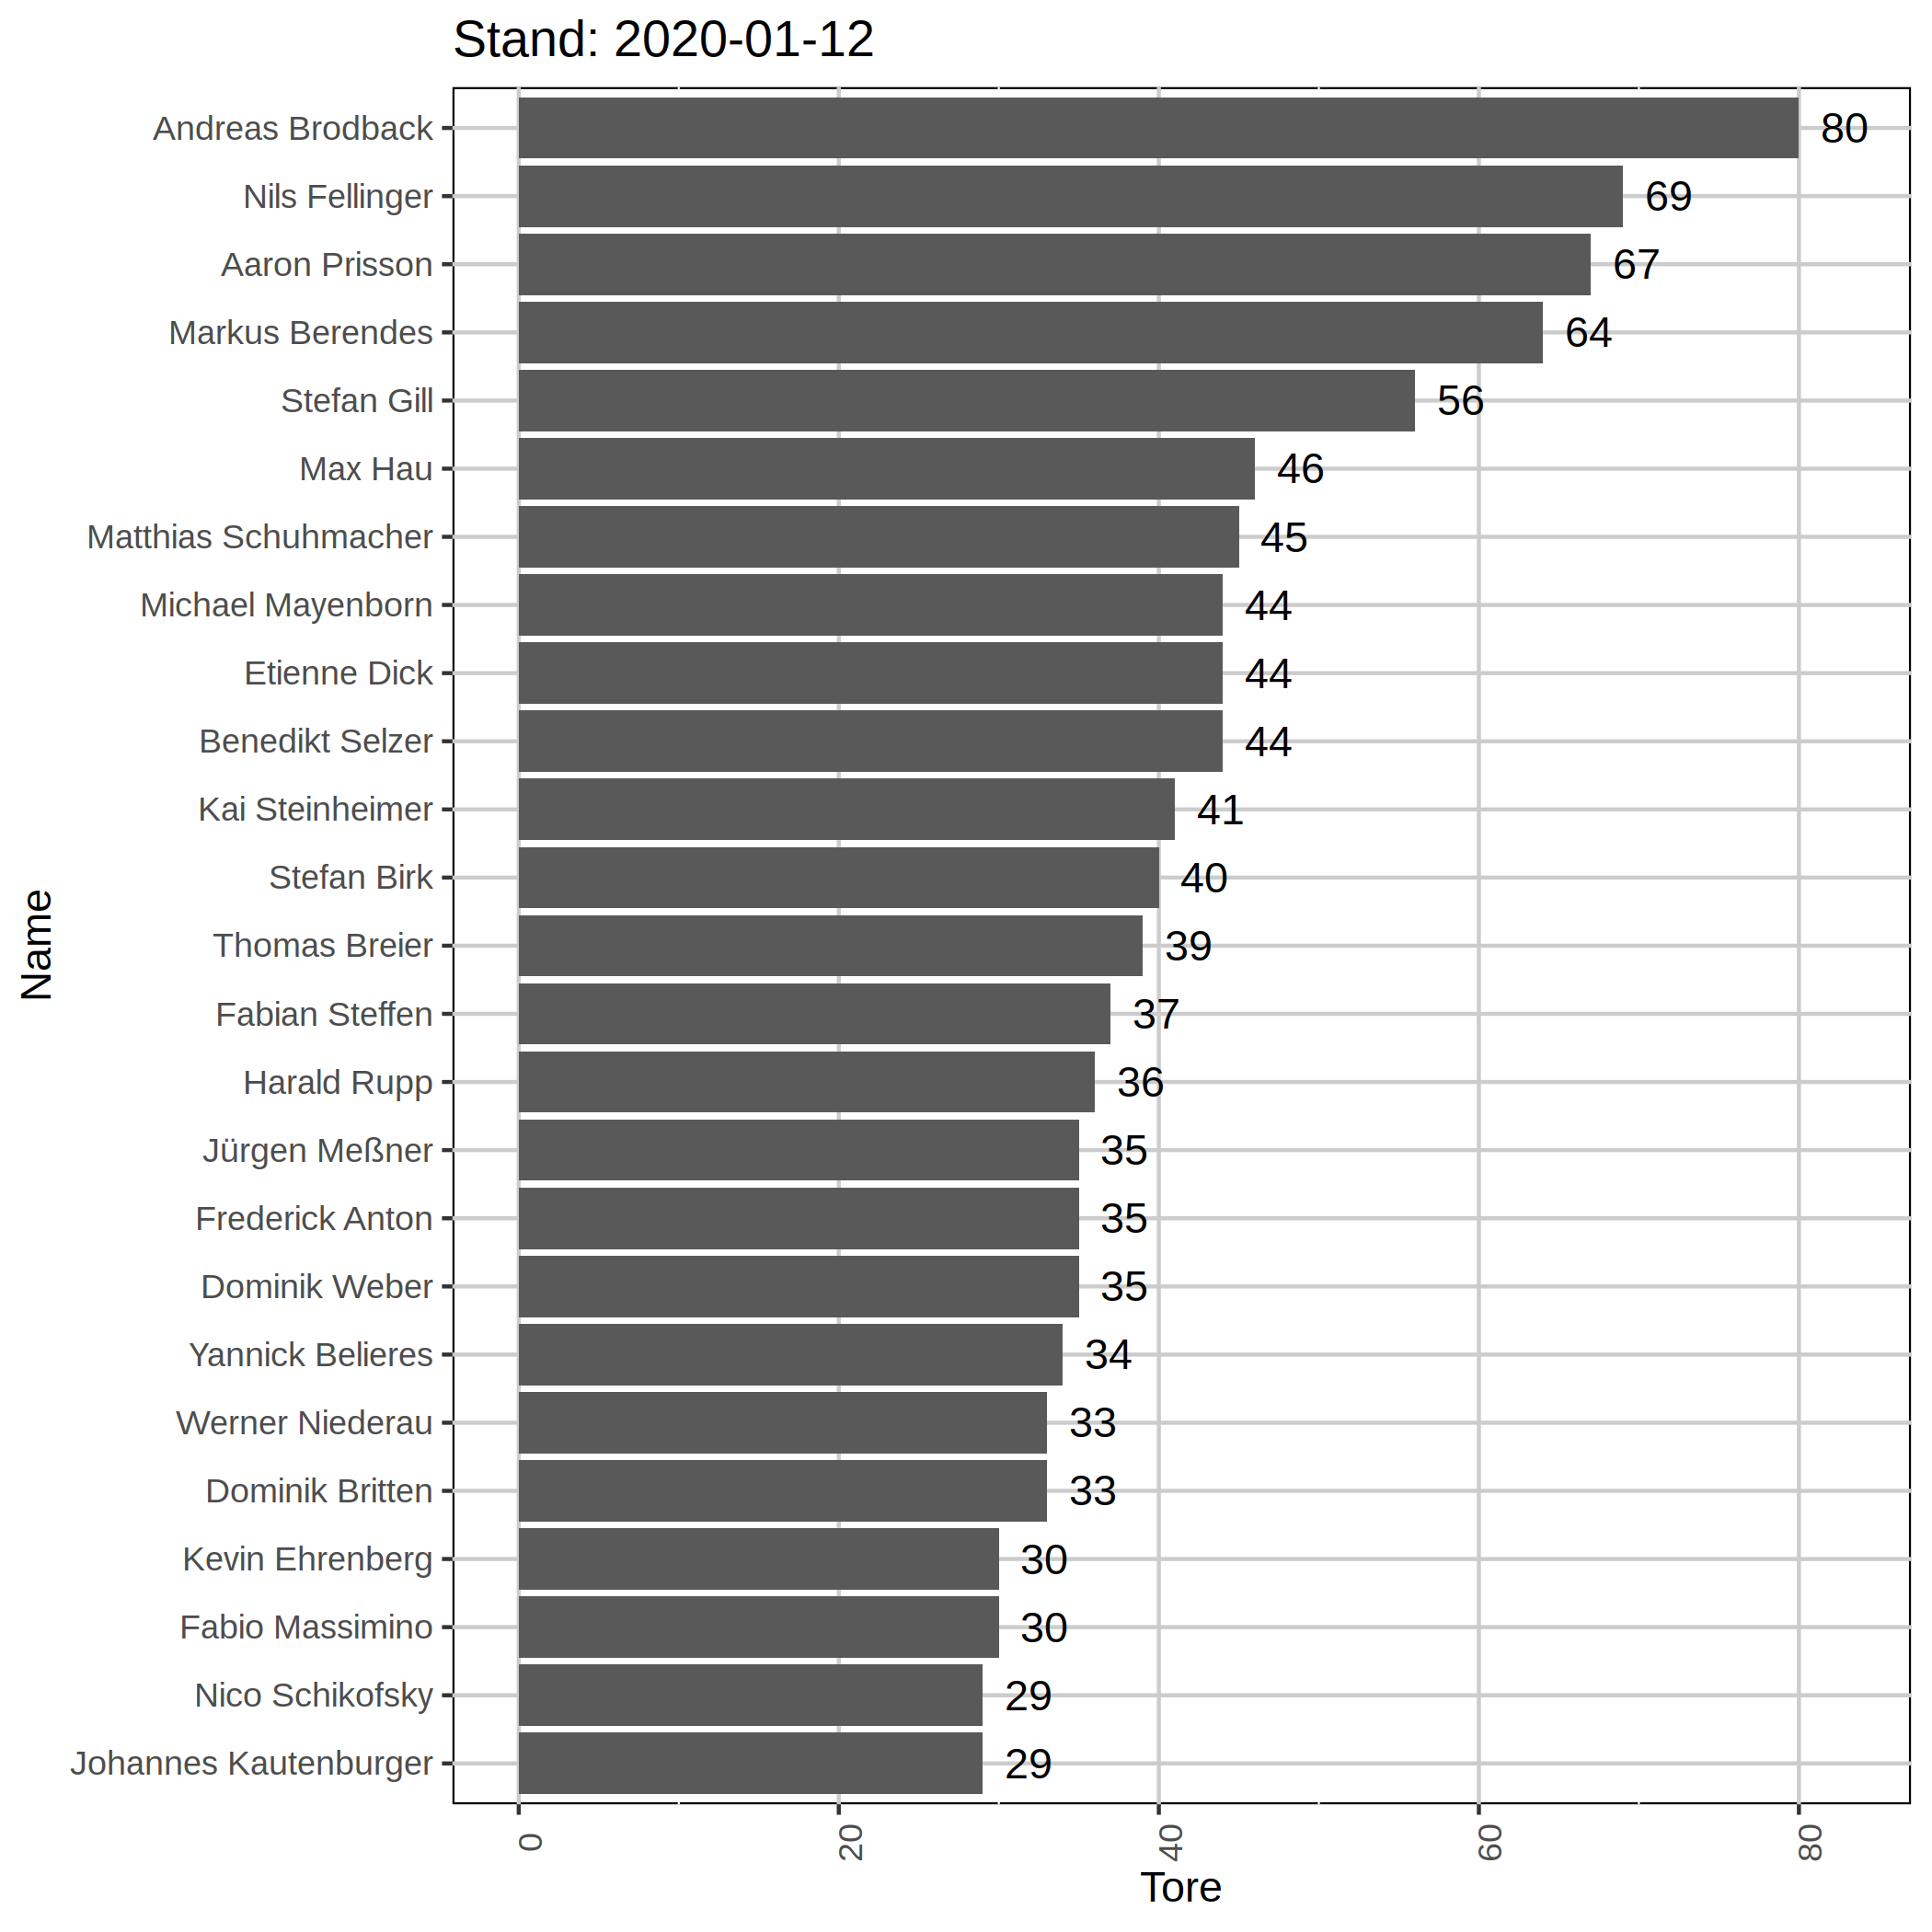 Stand: 2020-01-12
Andreas Brodback 80
Nils Fellinger 69
Aaron Prisson 67
Markus Berendes 64
Stefan Gill 56
Max Hau 46
Matthias Schuhmacher 45
Michael Mayenborn 44
Etienne Dick 44
Benedikt Selzer 44
Kai Steinheimer 41
Stefan Birk 40
Thomas Breier 39
Fabian Steffen 37
Harald Rupp 36
Jürgen Meßner 35
Frederick Anton 35
Dominik Weber 35
Yannick Belieres 34
Werner Niederau 33
Dominik Britten 33
Kevin Ehrenberg 30
Fabio Massimino 30
Nico Schikofsky 29
Johannes Kautenburger 29
Name
0 20 40 60 80
Tore